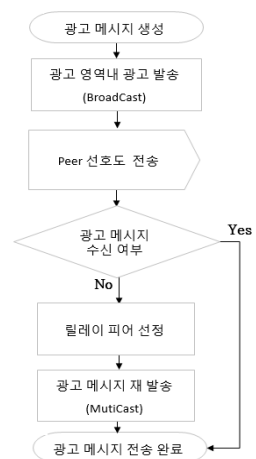 광고 메시지 생성
광고 영역내 광고 발송
(BroadCast)
Peer 선호도 전송
광고 메시지
수신 여부
Yes
No
릴레이 피어 선정
광고 메시지 재 발송
(MutiCast)
광고 메시지 전송 완료